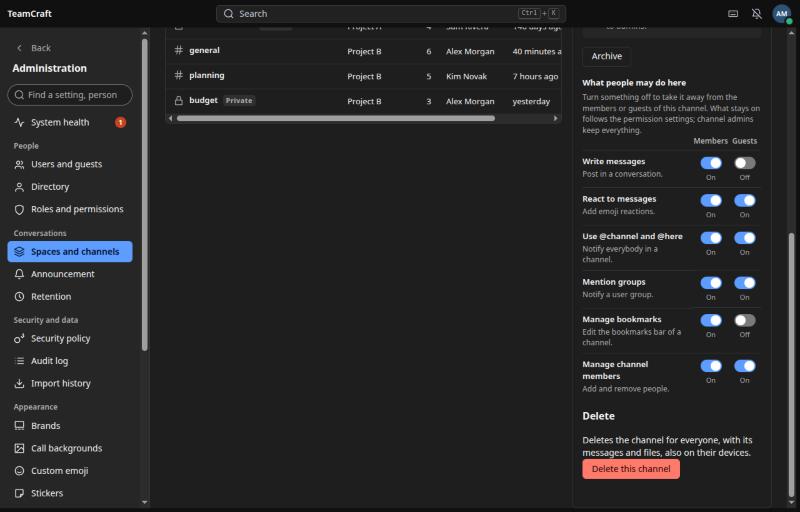 TeamCraft
Search
Ctrl + K
AM
Back
Administration
Find a setting, person
System health 1
People
Users and guests
Directory
Roles and permissions
Conversations
Spaces and channels
Announcement
Retention
Security and data
Security policy
Audit log
Import history
Appearance
Brands
Call backgrounds
Custom emoji
Stickers
general Project B 6 Alex Morgan 40 minutes a
planning Project B 5 Kim Novak 7 hours ago
budget Private Project B 3 Alex Morgan yesterday
Archive
What people may do here
Turn something off to take it away from the
members or guests of this channel. What stays on
follows the permission settings; channel admins
keep everything.
Members Guests
Write messages
Post in a conversation.
On Off
React to messages
Add emoji reactions.
On On
Use @channel and @here
Notify everybody in a
channel.
On On
Mention groups
Notify a user group.
On On
Manage bookmarks
Edit the bookmarks bar of a
channel.
On Off
Manage channel
members
Add and remove people.
On On
Delete
Deletes the channel for everyone, with its
messages and files, also on their devices.
Delete this channel